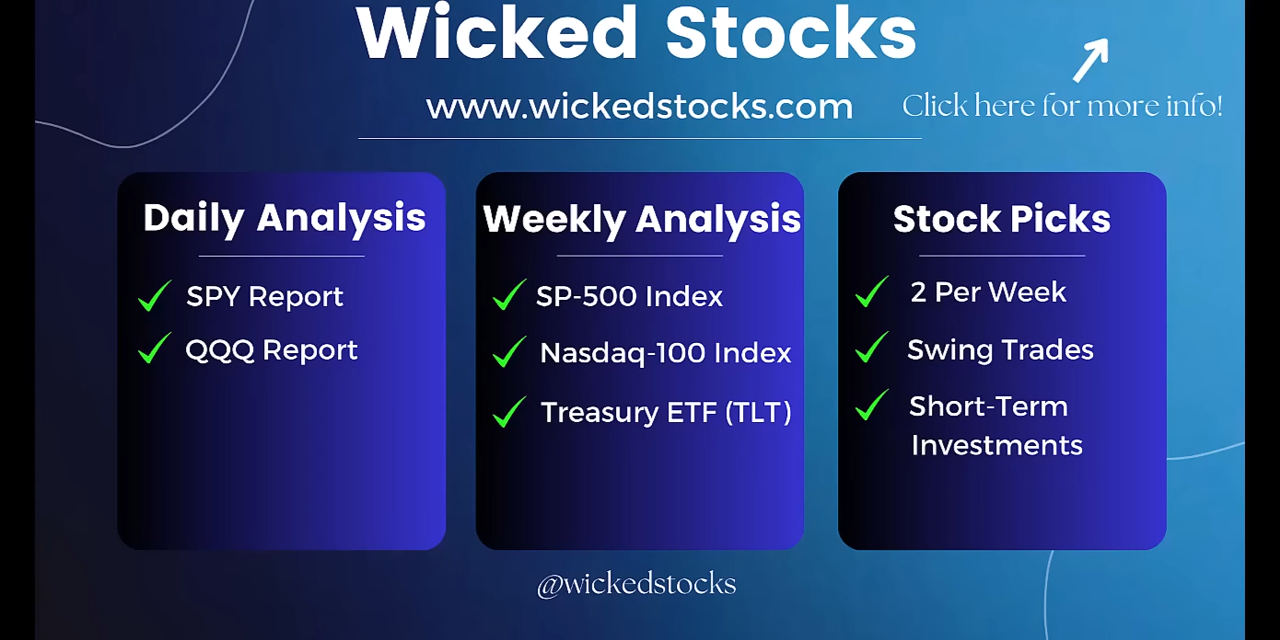 Wicked Stocks
www.wickedstocks.com
Click here for more info!
Daily Analysis
SPY Report
QQQ Report
Weekly Analysis
SP-500 Index
Nasdaq-100 Index
Treasury ETF (TLT)
Stock Picks
2 Per Week
Swing Trades
Short-Term
Investments
@wickedstocks